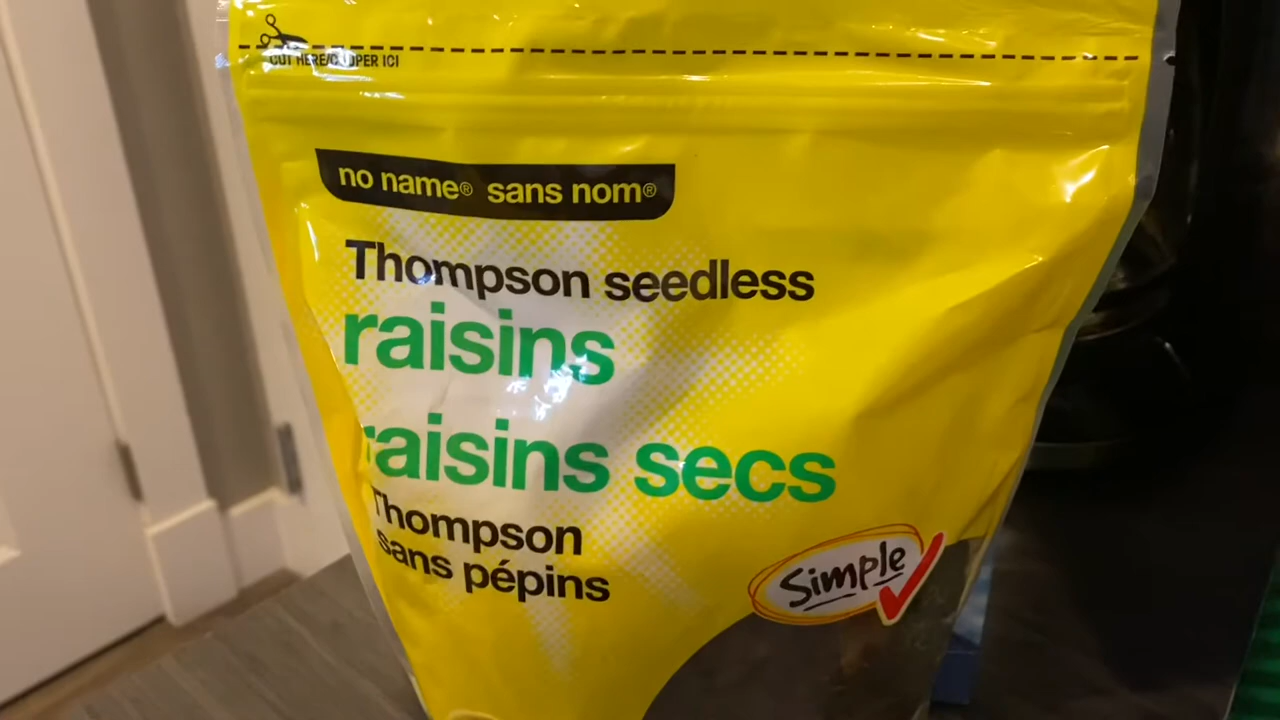 CUT HERE/COUPER ICI
no name® sans nom®
Thompson seedless
raisins
raisins secs
Thompson
sans pépins
Simple